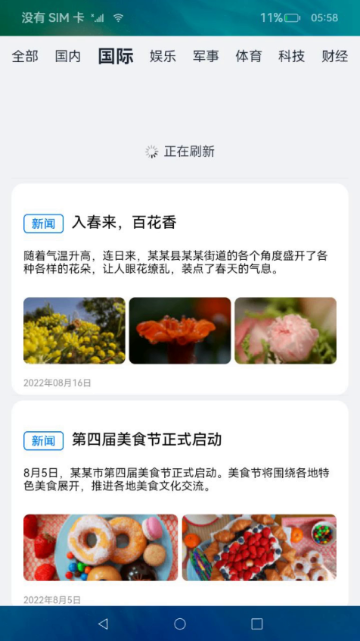 没有 SIM 卡 11% 05:58
全部 国内 国际 娱乐 军事 体育 科技 财经
正在刷新
新闻 入春来，百花香
随着气温升高，连日来，某某县某某街道的各个角度盛开了各
种各样的花朵，让人眼花缭乱，装点了春天的气息。
2022年08月16日
新闻 第四届美食节正式启动
8月5日，某某市第四届美食节正式启动。美食节将围绕各地特
色美食展开，推进各地美食文化交流。
2022年8月5日